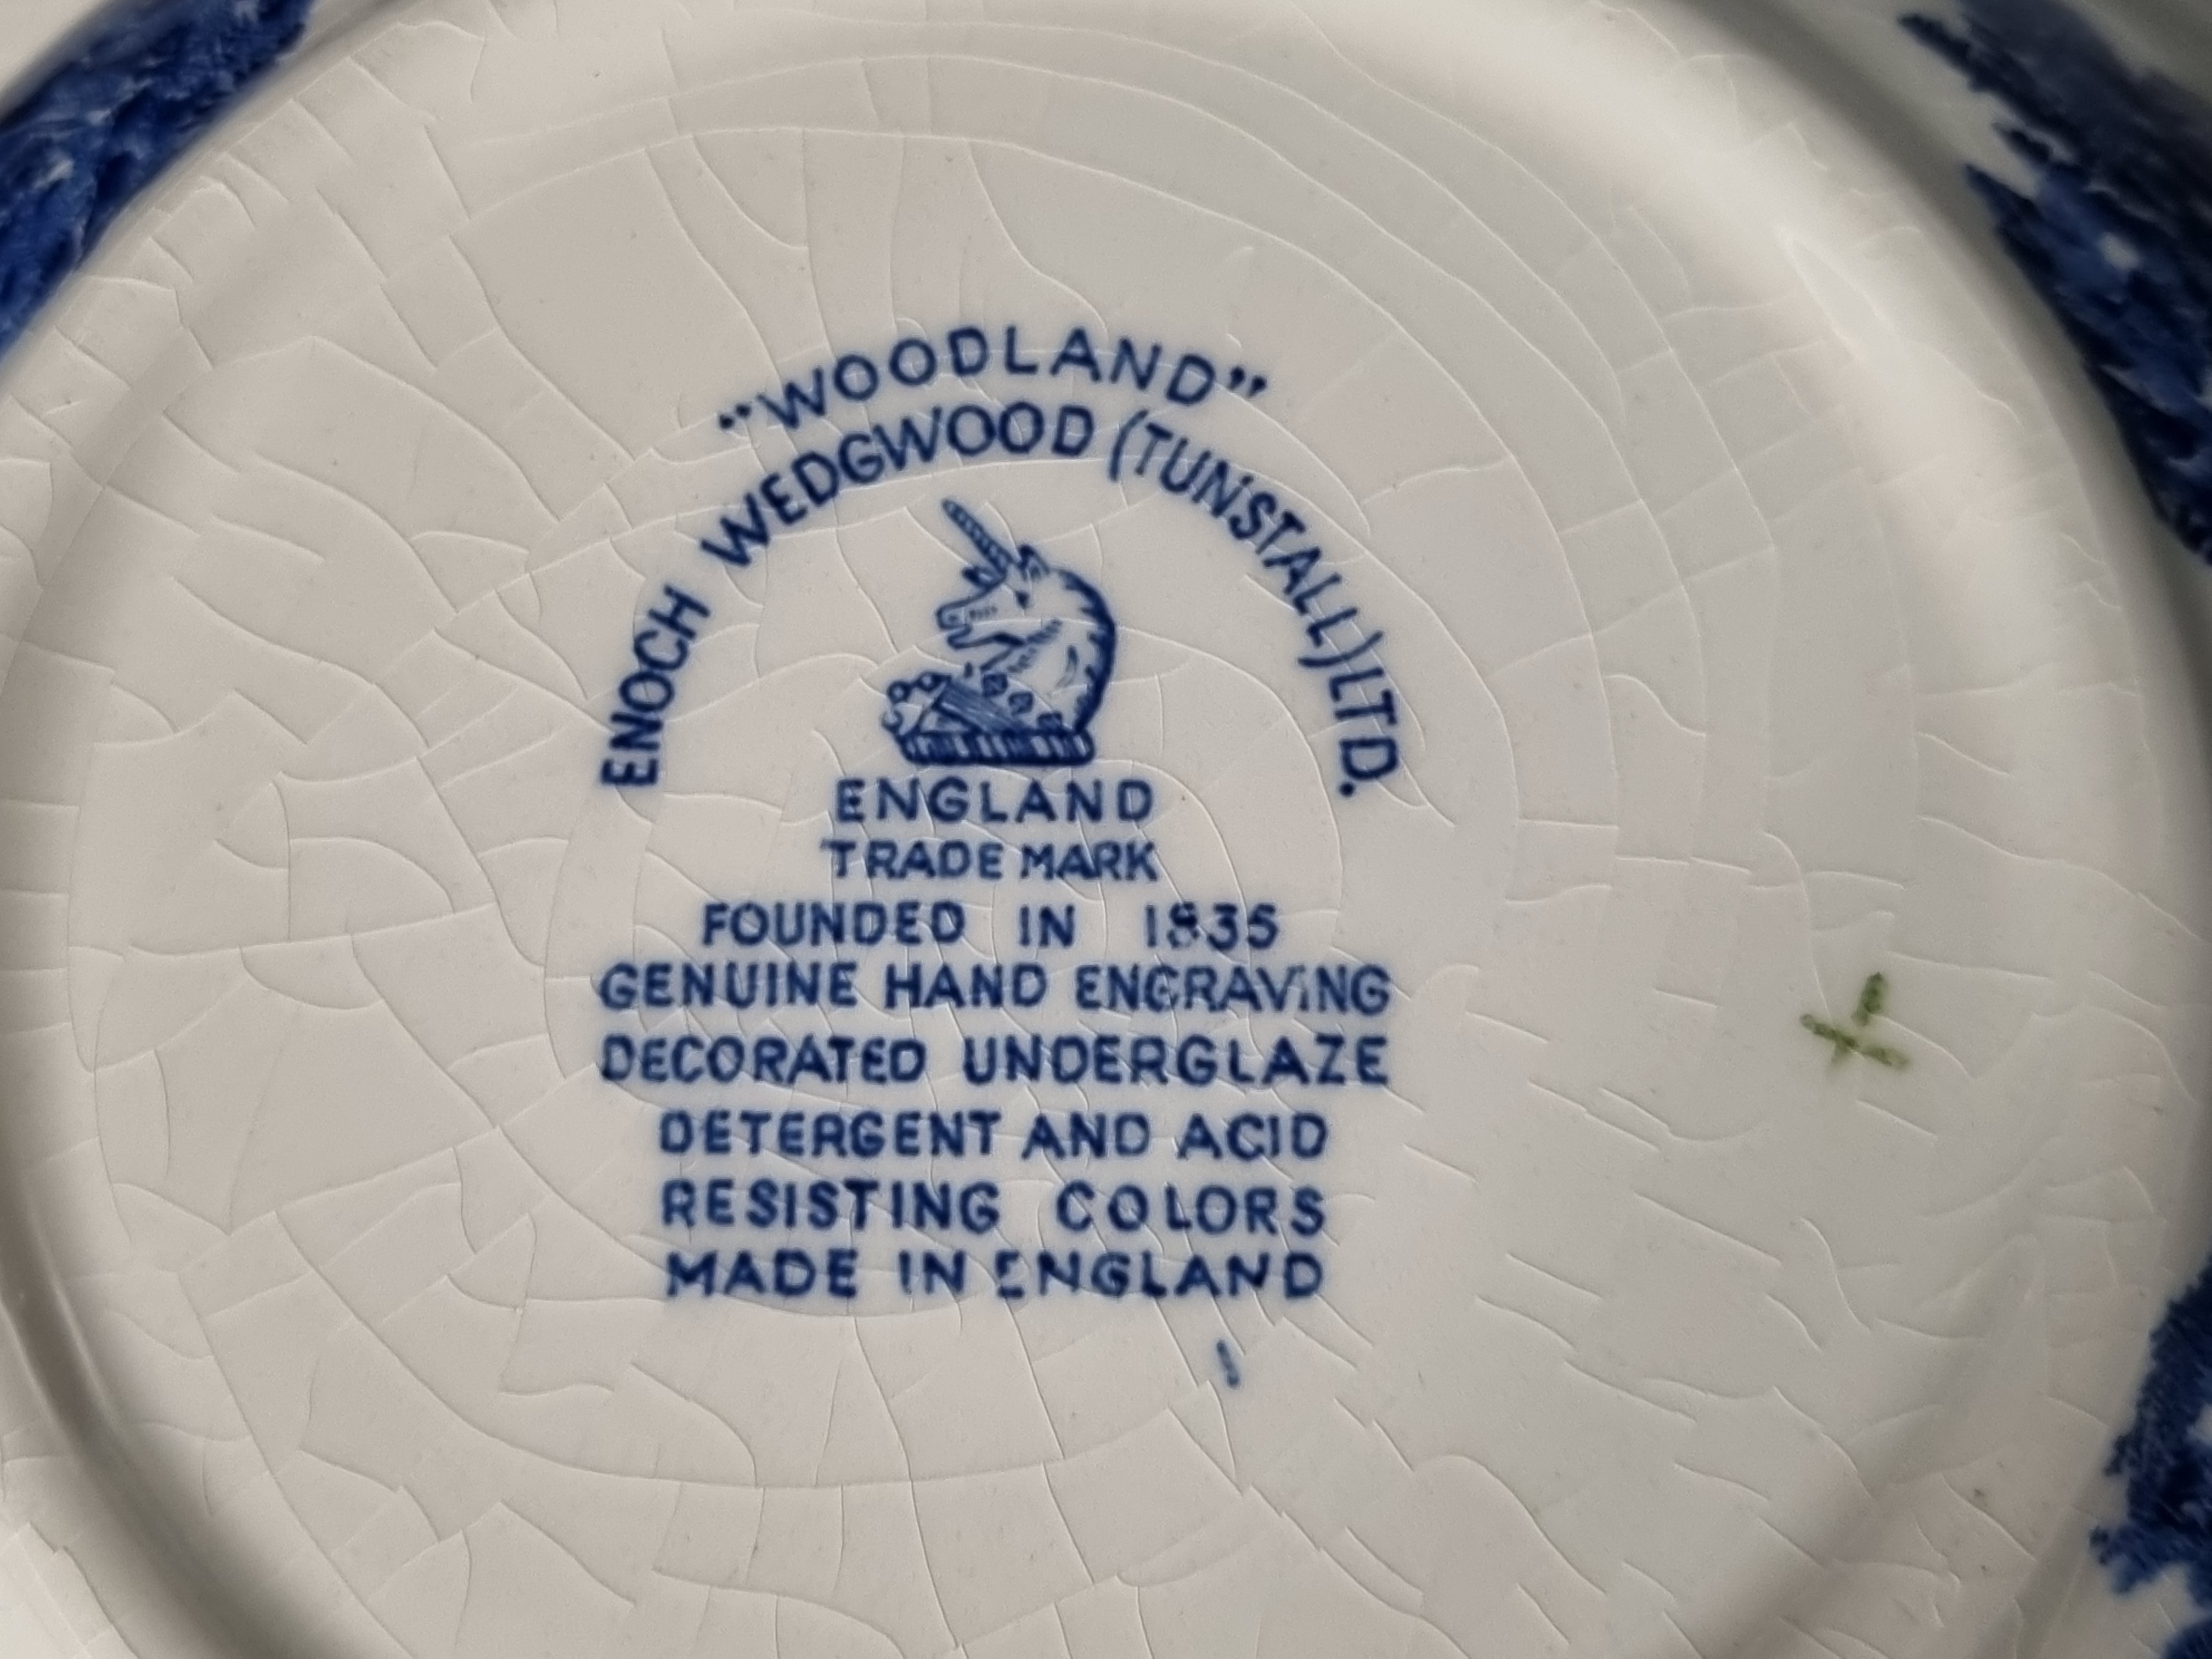 "WOODLAND"
ENOCH WEDGWOOD (TUNSTALL) LTD.
ENGLAND
TRADE MARK
FOUNDED IN 1835
GENUINE HAND ENGRAVING
DECORATED UNDERGLAZE
DETERGENT AND ACID
RESISTING COLORS
MADE IN ENGLAND